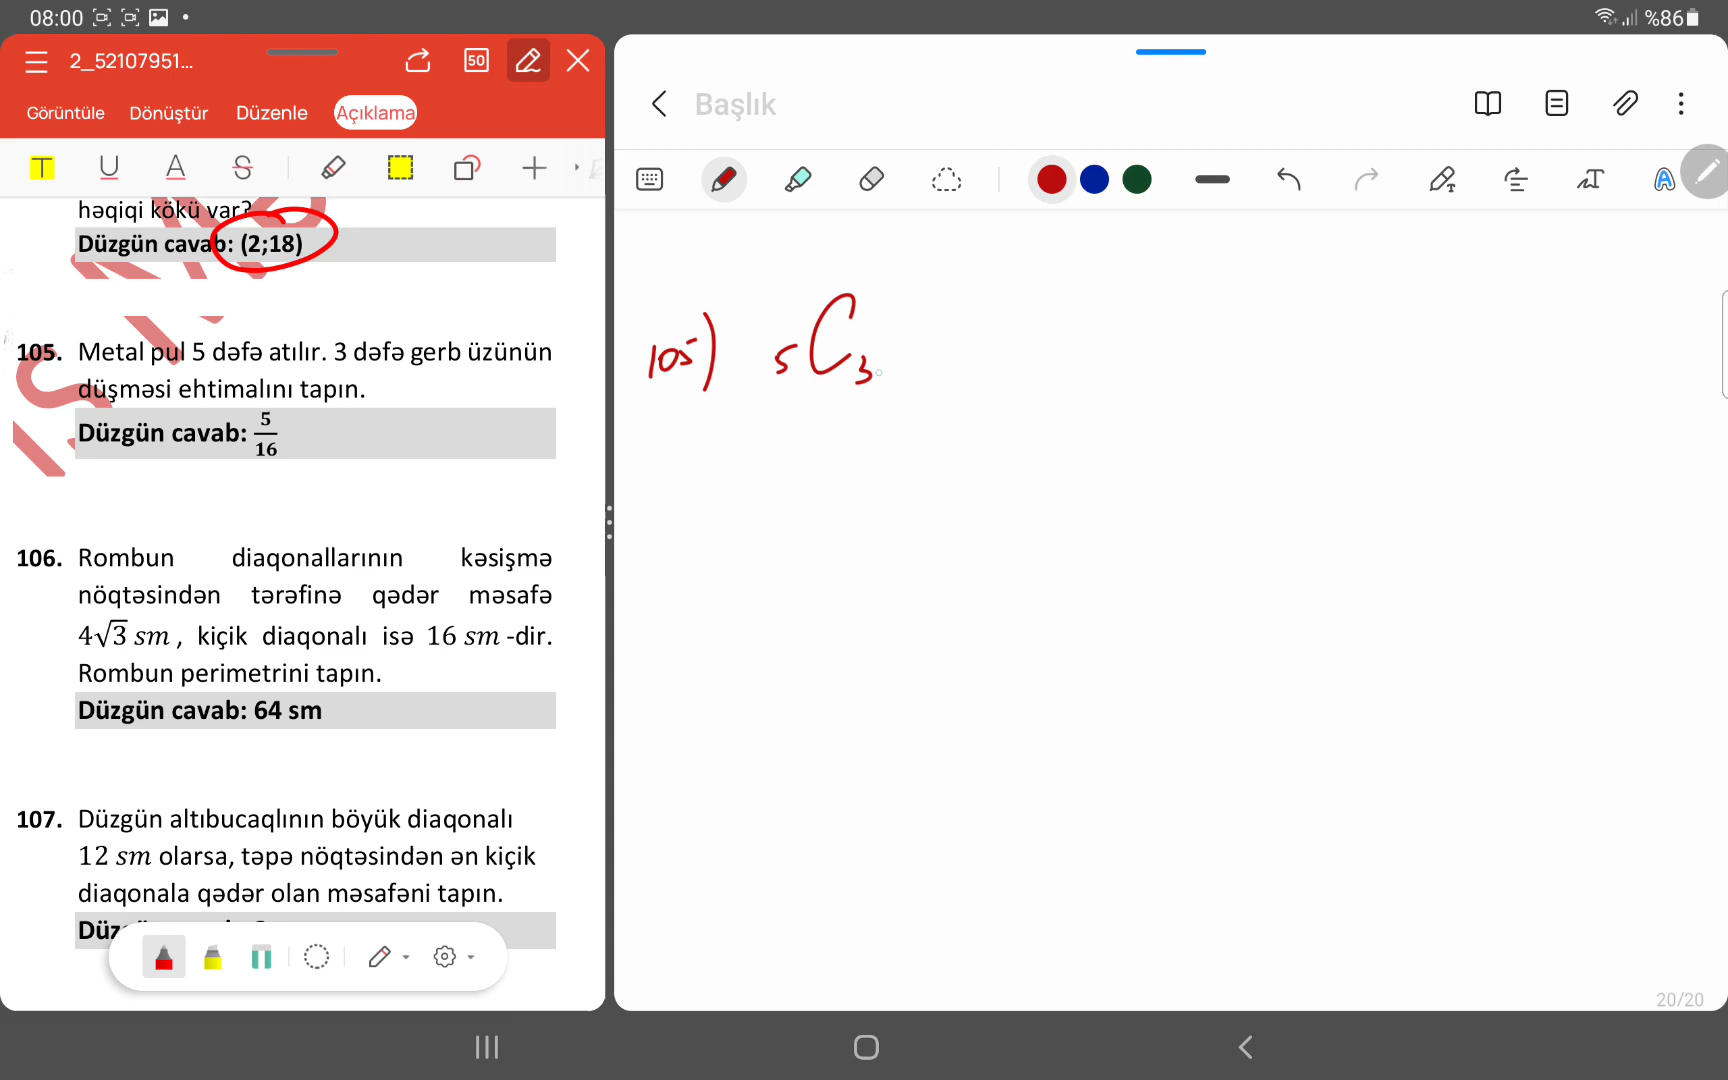 08:00
%86
2_52107951...
50
Görüntüle Dönüştür Düzenle Açıklama
T U A S
həqiqi kökü var?
Düzgün cavab: (2;18)
105. Metal pul 5 dəfə atılır. 3 dəfə gerb üzünün
düşməsi ehtimalını tapın.
Düzgün cavab: 5/16
106. Rombun diaqonallarının kəsişmə
nöqtəsindən tərəfinə qədər məsafə
4√3 sm , kiçik diaqonalı isə 16 sm -dir.
Rombun perimetrini tapın.
Düzgün cavab: 64 sm
107. Düzgün altıbucaqlının böyük diaqonalı
12 sm olarsa, təpə nöqtəsindən ən kiçik
diaqonala qədər olan məsafəni tapın.
Başlık
105) 5C3
20/20